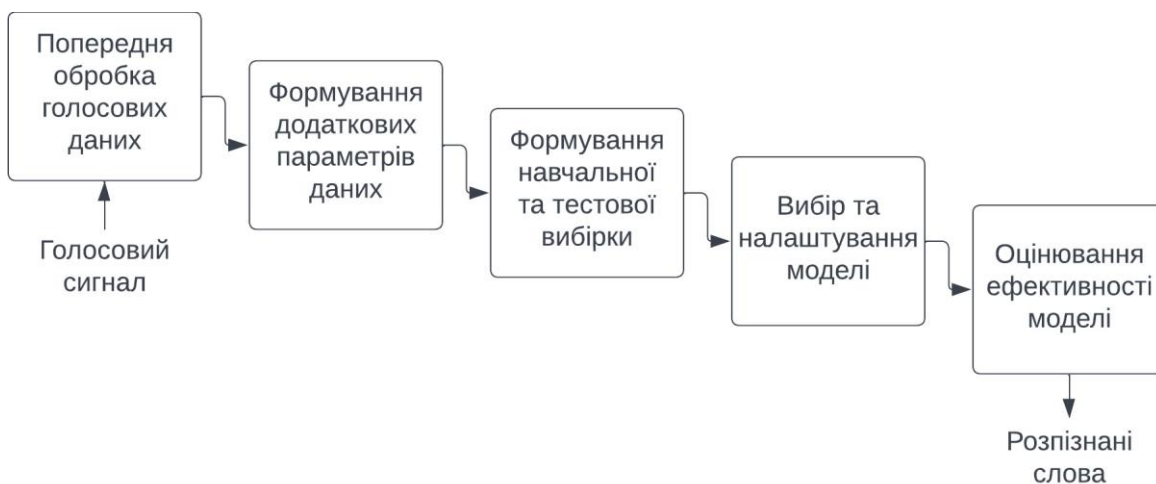 Попередня
обробка
голосових
даних
Голосовий
сигнал
Формування
додаткових
параметрів
даних
Формування
навчальної
та тестової
вибірки
Вибір та
налаштування
моделі
Оцінювання
ефективності
моделі
Розпізнані
слова